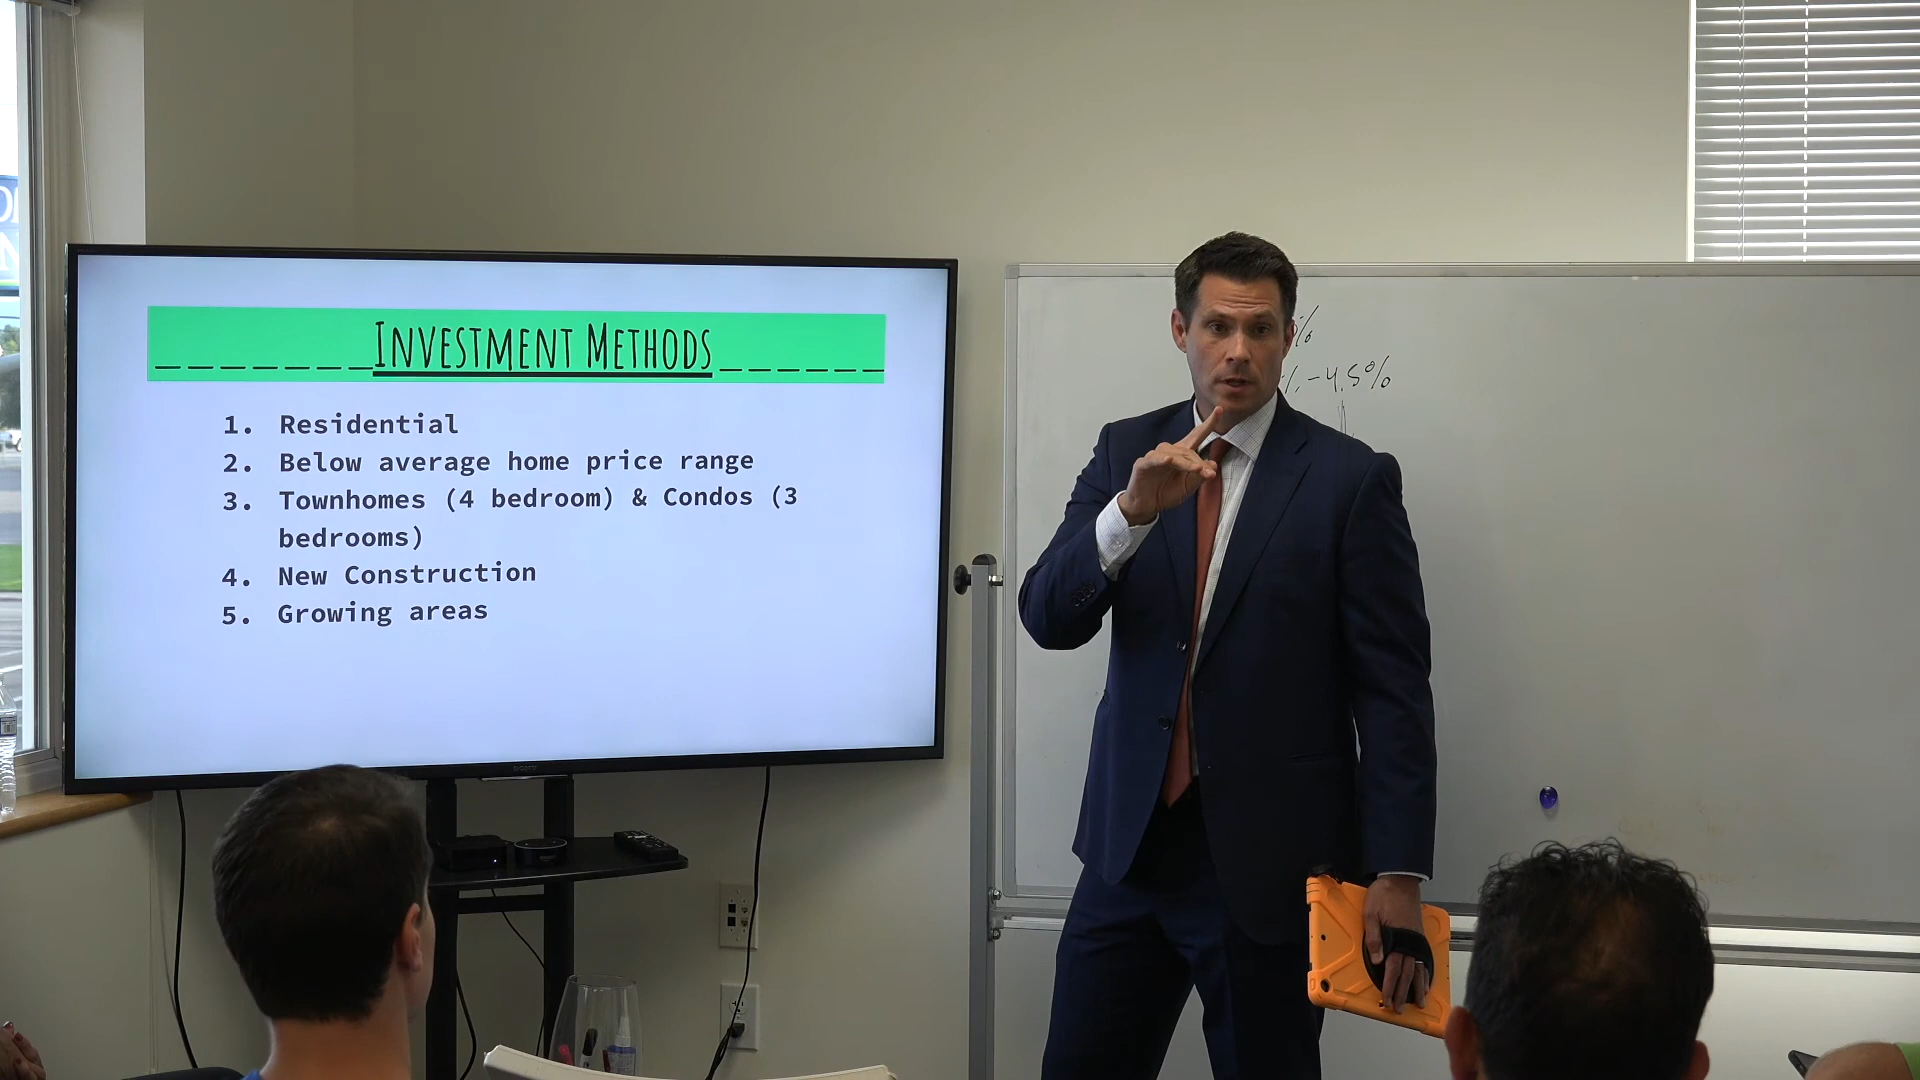 Investment Methods
1. Residential
2. Below average home price range
3. Townhomes (4 bedroom) & Condos (3
bedrooms)
4. New Construction
5. Growing areas
%
%-4.5%